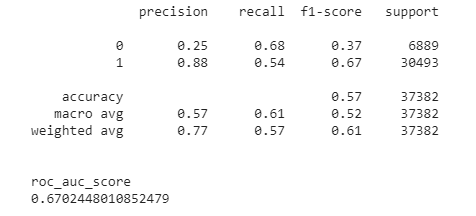 precision recall f1-score support
0 0.25 0.68 0.37 6889
1 0.88 0.54 0.67 30493
accuracy 0.57 37382
macro avg 0.57 0.61 0.52 37382
weighted avg 0.77 0.57 0.61 37382
roc_auc_score
0.6702448010852479